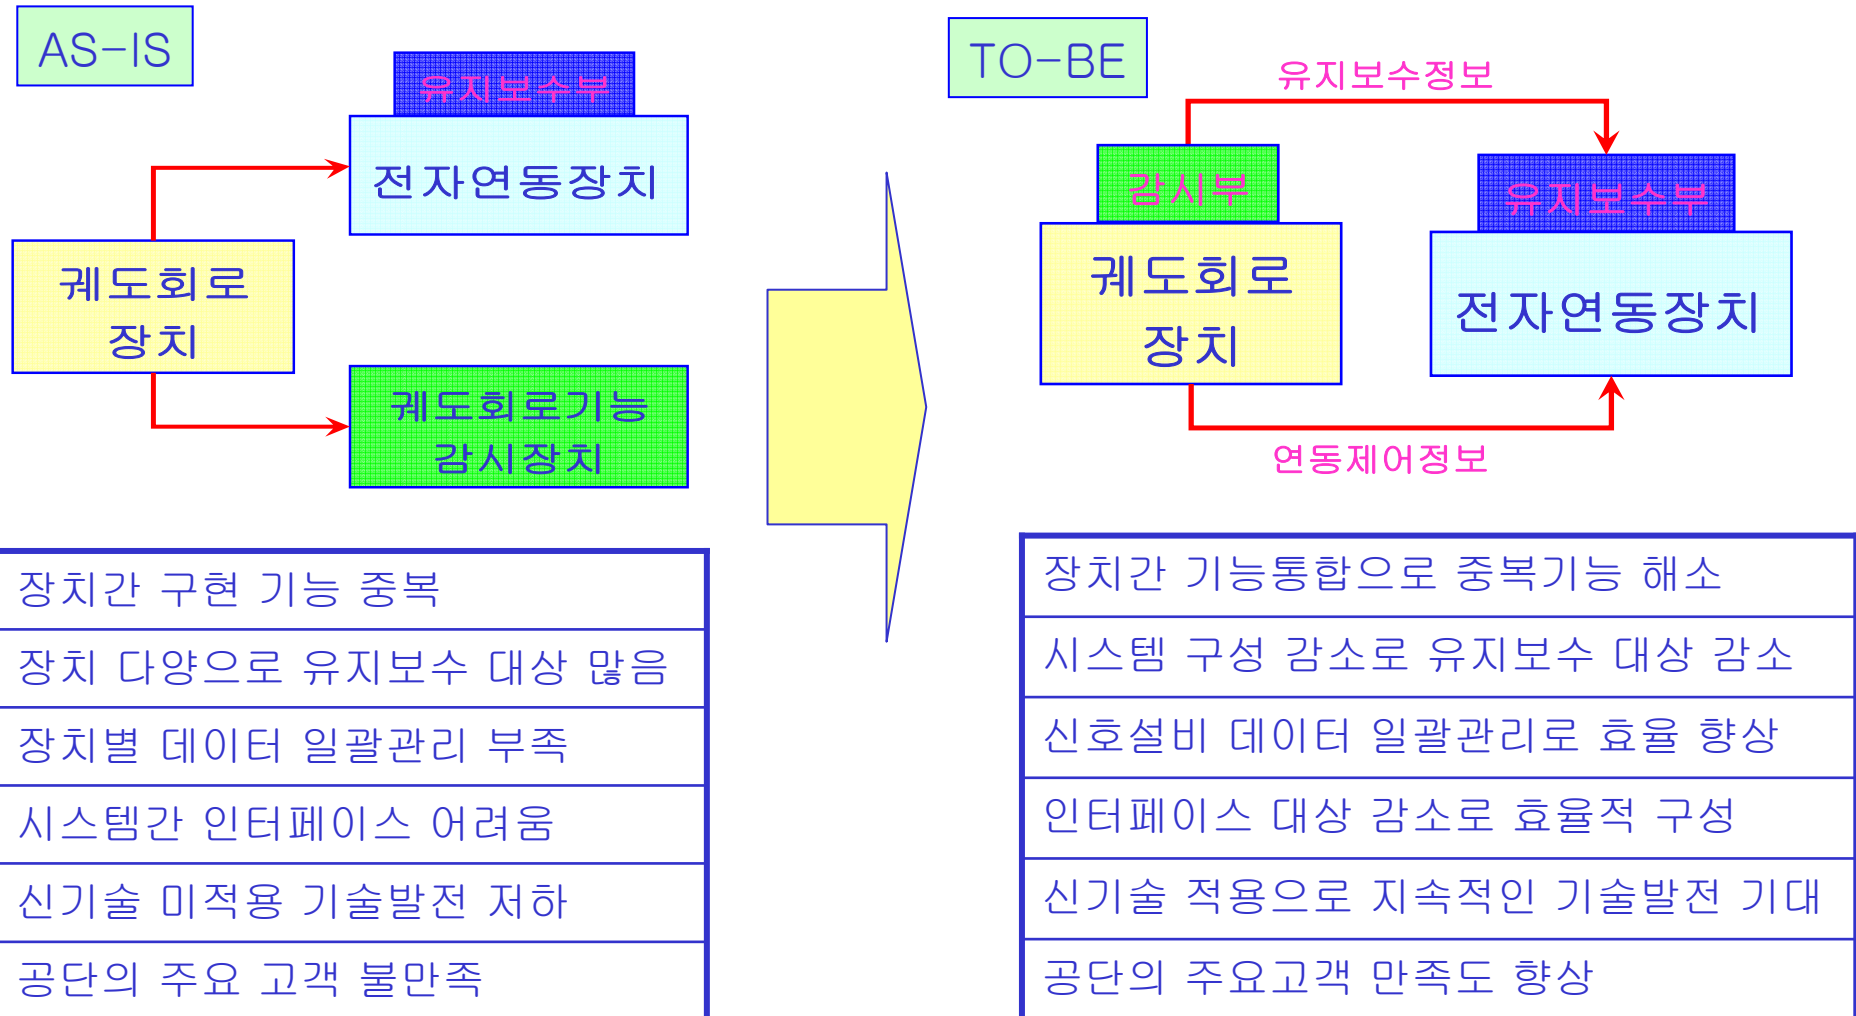 AS-IS
유지보수부
전자연동장치
궤도회로
장치
궤도회로기능
감시장치
TO-BE
유지보수정보
감시부
궤도회로
장치
유지보수부
전자연동장치
연동제어정보
장치간 구현 기능 중복
장치 다양으로 유지보수 대상 많음
장치별 데이터 일괄관리 부족
시스템간 인터페이스 어려움
신기술 미적용 기술발전 저하
공단의 주요 고객 불만족
장치간 기능통합으로 중복기능 해소
시스템 구성 감소로 유지보수 대상 감소
신호설비 데이터 일괄관리로 효율 향상
인터페이스 대상 감소로 효율적 구성
신기술 적용으로 지속적인 기술발전 기대
공단의 주요고객 만족도 향상